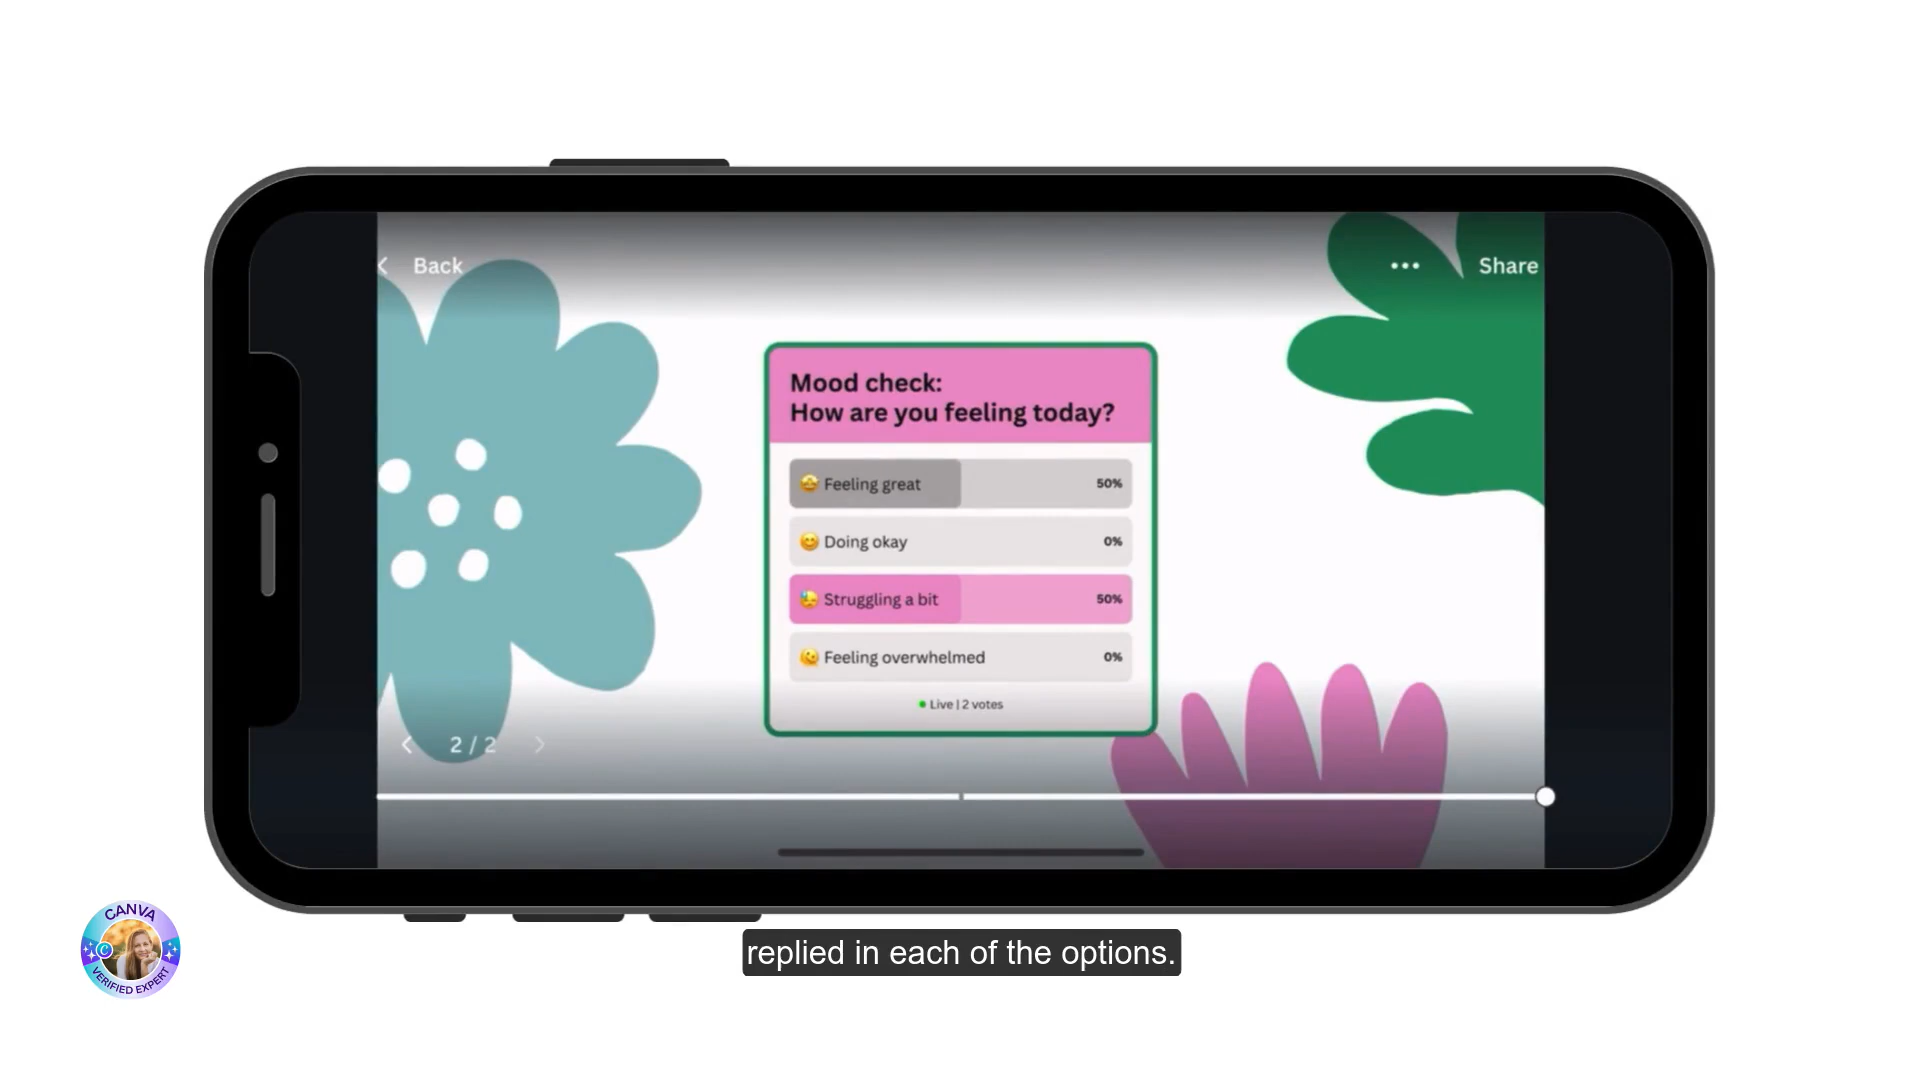 Back
Share
Mood check:
How are you feeling today?
🤩 Feeling great 50%
😊 Doing okay 0%
😓 Struggling a bit 50%
🫠 Feeling overwhelmed 0%
Live | 2 votes
2 / 2
CANVA
VERIFIED EXPERT
replied in each of the options.